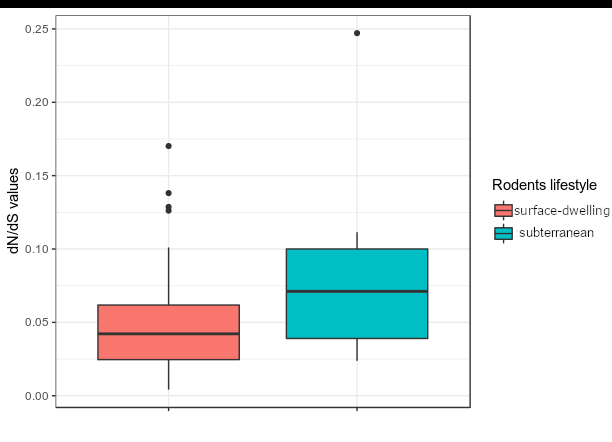 0.25
0.20
0.15
0.10
0.05
0.00
dN/dS values
Rodents lifestyle
surface-dwelling
subterranean